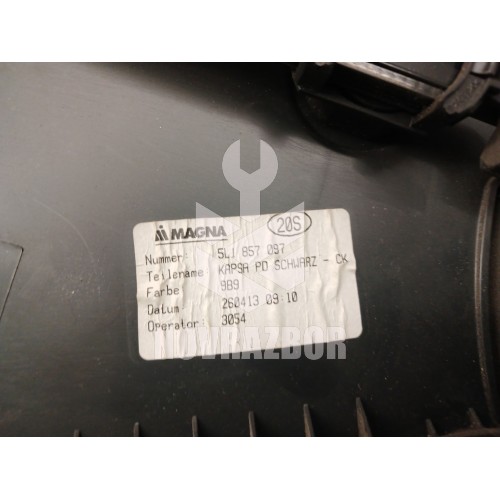 MAGNA 20S
Nummer: 5L1 857 097
Teilename: KAPSA PD SCHWARZ - CK
Farbe: 9B9
Datum: 260413 09 10
Operator: 3054
NOVRAZBOR